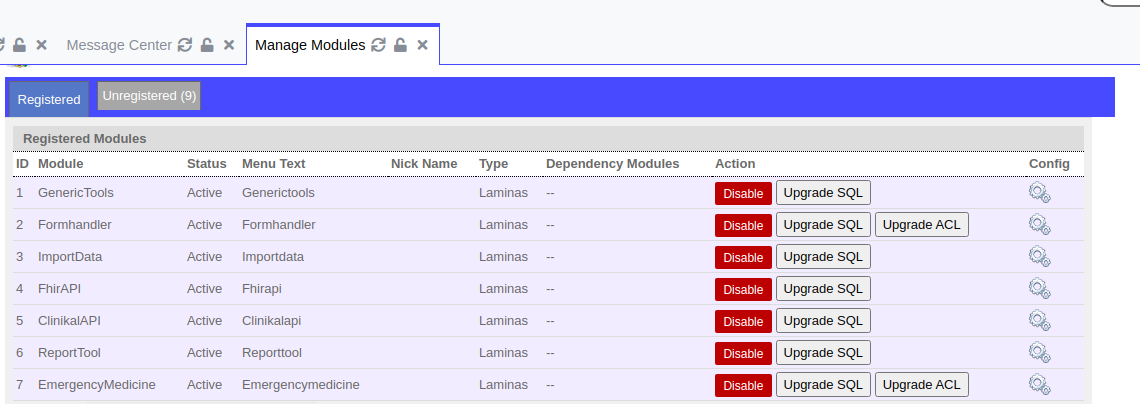 Message Center Manage Modules
Registered Unregistered (9)
Registered Modules
ID Module Status Menu Text Nick Name Type Dependency Modules Action Config
1 GenericTools Active Generictools Laminas -- Disable Upgrade SQL
2 Formhandler Active Formhandler Laminas -- Disable Upgrade SQL Upgrade ACL
3 ImportData Active Importdata Laminas -- Disable Upgrade SQL
4 FhirAPI Active Fhirapi Laminas -- Disable Upgrade SQL
5 ClinikalAPI Active Clinikalapi Laminas -- Disable Upgrade SQL
6 ReportTool Active Reporttool Laminas -- Disable Upgrade SQL
7 EmergencyMedicine Active Emergencymedicine Laminas -- Disable Upgrade SQL Upgrade ACL